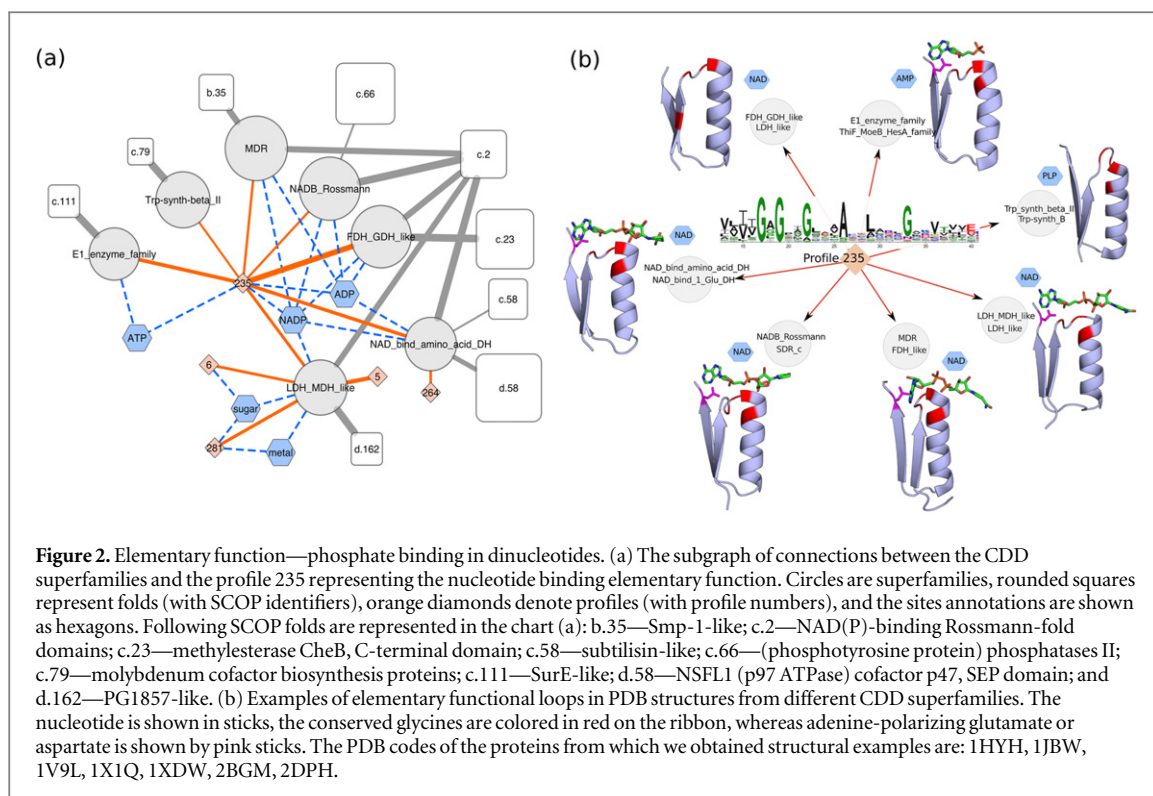 (a)
b.35
c.66
c.79
MDR
c.2
c.111
Trp-synth-beta_II
NADB_Rossmann
FDH_GDH_like
c.23
E1_enzyme_family
235
ADP
c.58
ATP
NADP
NAD_bind_amino_acid_DH
6
5
LDH_MDH_like
264
d.58
sugar
281
metal
d.162
(b)
NAD
FDH_GDH_like
LDH_like
AMP
E1_enzyme_family
ThiF_MoeB_HesA_family
PLP
Trp_synth_beta_II
Trp-synth_B
Profile 235
NAD
NAD_bind_amino_acid_DH
NAD_bind_1_Glu_DH
NAD
LDH_MDH_like
LDH_like
NADB_Rossmann
SDR_c
NAD
MDR
FDH_like
NAD
Figure 2. Elementary function—phosphate binding in dinucleotides. (a) The subgraph of connections between the CDD
superfamilies and the profile 235 representing the nucleotide binding elementary function. Circles are superfamilies, rounded squares
represent folds (with SCOP identifiers), orange diamonds denote profiles (with profile numbers), and the sites annotations are shown
as hexagons. Following SCOP folds are represented in the chart (a): b.35—Smp-1-like; c.2—NAD(P)-binding Rossmann-fold
domains; c.23—methylesterase CheB, C-terminal domain; c.58—subtilisin-like; c.66—(phosphotyrosine protein) phosphatases II;
c.79—molybdenum cofactor biosynthesis proteins; c.111—SurE-like; d.58—NSFL1 (p97 ATPase) cofactor p47, SEP domain; and
d.162—PG1857-like. (b) Examples of elementary functional loops in PDB structures from different CDD superfamilies. The
nucleotide is shown in sticks, the conserved glycines are colored in red on the ribbon, whereas adenine-polarizing glutamate or
aspartate is shown by pink sticks. The PDB codes of the proteins from which we obtained structural examples are: 1HYH, 1JBW,
1V9L, 1X1Q, 1XDW, 2BGM, 2DPH.